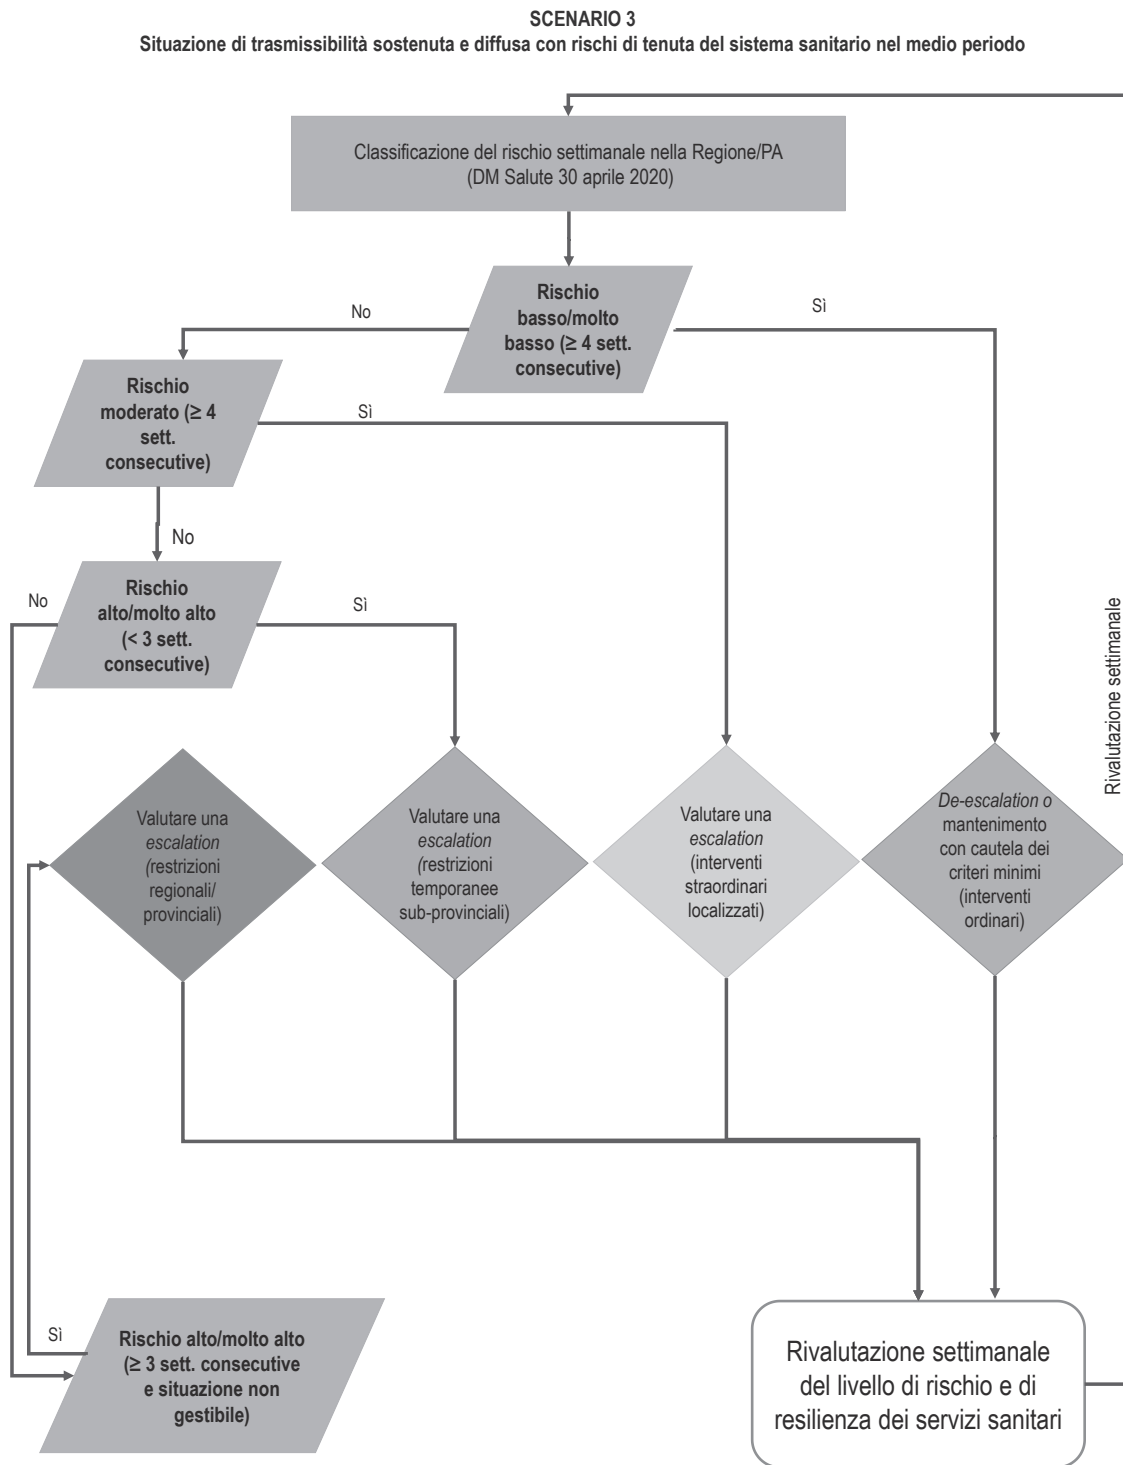 SCENARIO 3
Situazione di trasmissibilità sostenuta e diffusa con rischi di tenuta del sistema sanitario nel medio periodo
Classificazione del rischio settimanale nella Regione/PA
(DM Salute 30 aprile 2020)
Rischio
basso/molto
basso (≥ 4 sett.
consecutive)
No
Sì
Rischio
moderato (≥ 4
sett.
consecutive)
Sì
No
Rischio
alto/molto alto
(< 3 sett.
consecutive)
No
Sì
Rivalutazione settimanale
Valutare una
escalation
(restrizioni
regionali/
provinciali)
Valutare una
escalation
(restrizioni
temporanee
sub-provinciali)
Valutare una
escalation
(interventi
straordinari
localizzati)
De-escalation o
mantenimento
con cautela dei
criteri minimi
(interventi
ordinari)
Sì
Rischio alto/molto alto
(≥ 3 sett. consecutive
e situazione non
gestibile)
Rivalutazione settimanale
del livello di rischio e di
resilienza dei servizi sanitari